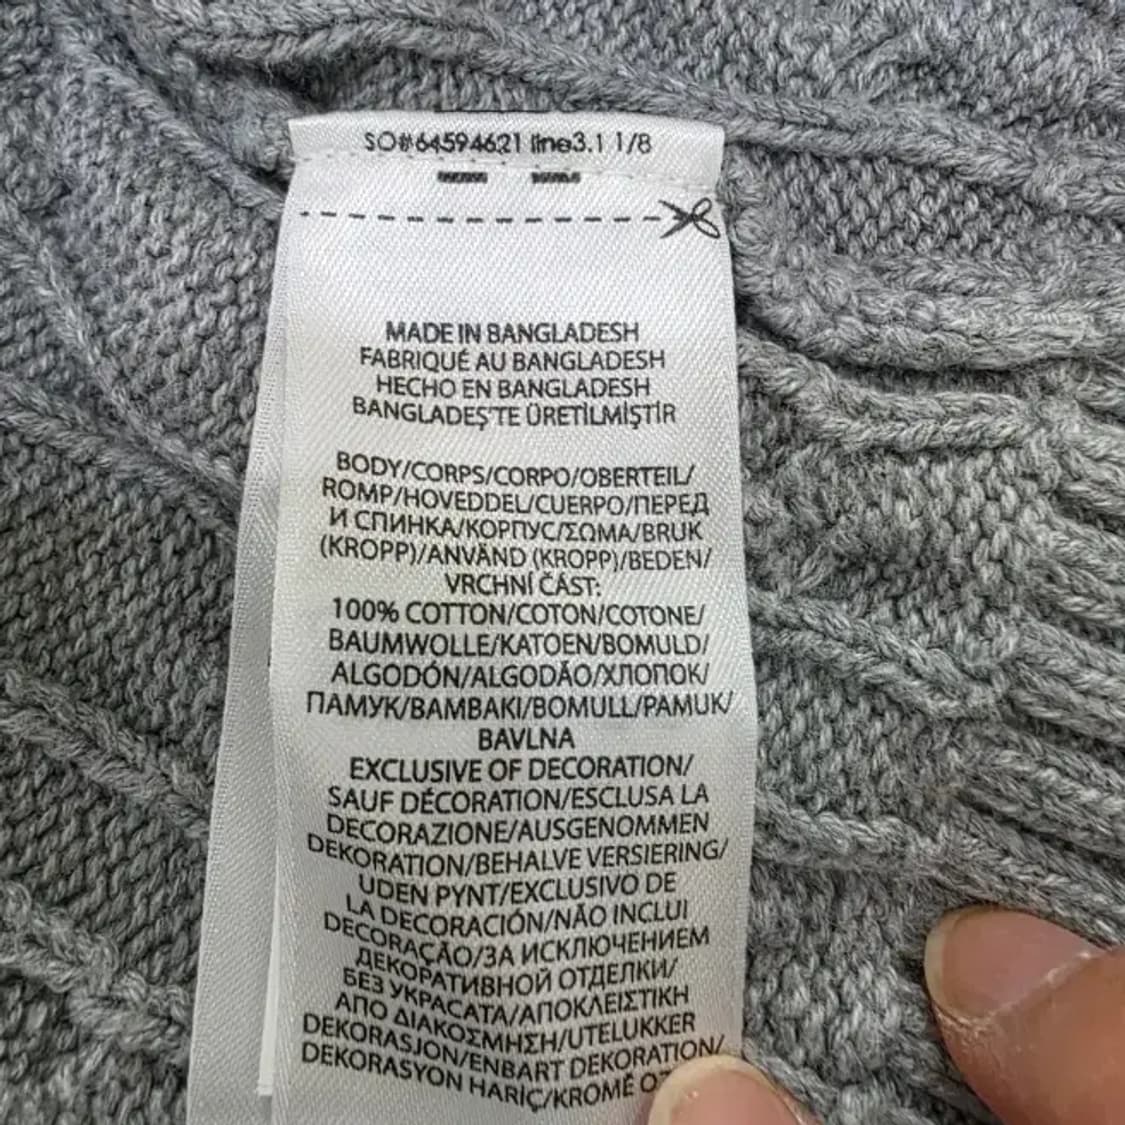 SO#64594621 line3.1 1/8
MADE IN BANGLADESH
FABRIQUÉ AU BANGLADESH
HECHO EN BANGLADESH
BANGLADEŞ'TE ÜRETİLMİŞTİR
BODY/CORPS/CORPO/OBERTEIL/
ROMP/HOVEDDEL/CUERPO/ПЕРЕД
И СПИНКА/КОРПУС/ΣΩΜΑ/BRUK
(KROPP)/ANVÄND (KROPP)/BEDEN/
VRCHNÍ ČÁST:
100% COTTON/COTON/COTONE/
BAUMWOLLE/KATOEN/BOMULD/
ALGODÓN/ALGODÃO/ХЛОПОК/
ПАМУК/ΒΑΜΒΑΚΙ/BOMULL/PAMUK/
BAVLNA
EXCLUSIVE OF DECORATION/
SAUF DÉCORATION/ESCLUSA LA
DECORAZIONE/AUSGENOMMEN
DEKORATION/BEHALVE VERSIERING/
UDEN PYNT/EXCLUSIVO DE
LA DECORACIÓN/NÃO INCLUI
DECORAÇÃO/ЗА ИСКЛЮЧЕНИЕМ
ДЕКОРАТИВНОЙ ОТДЕЛКИ/
БЕЗ УКРАСАТА/ΑΠΟΚΛΕΙΣΤΙΚΗ
ΑΠΟ ΔΙΑΚΟΣΜΗΣΗ/UTELUKKER
DEKORASJON/ENBART DEKORATION/
DEKORASYON HARİÇ/KROMĚ